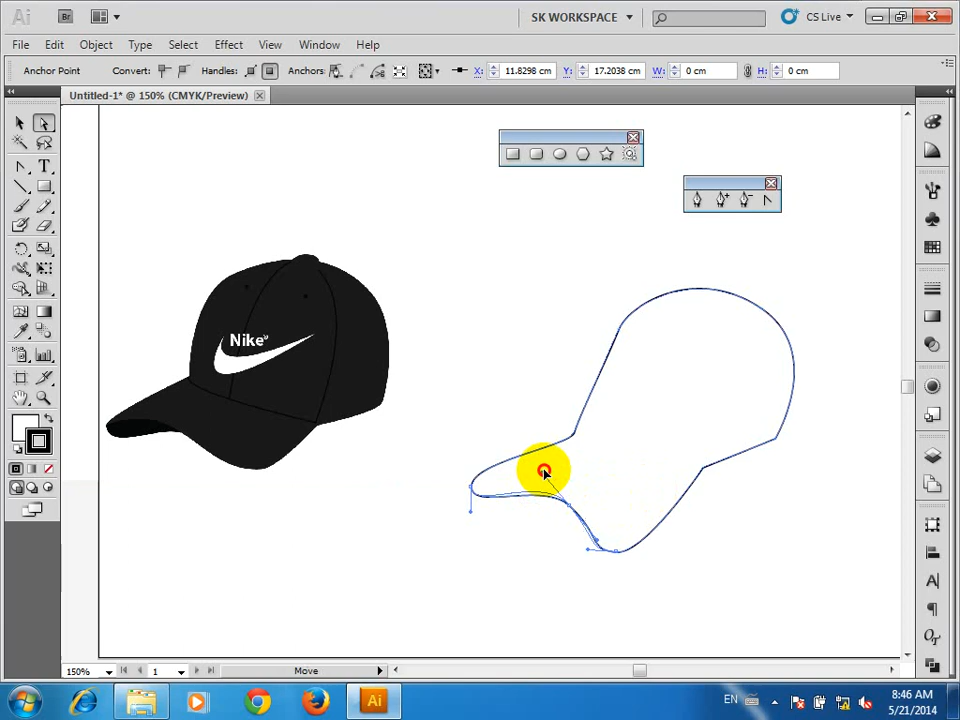 Ai Br SK WORKSPACE CS Live
File Edit Object Type Select Effect View Window Help
Anchor Point Convert: Handles: Anchors: X: 11.8298 cm Y: 17.2038 cm W: 0 cm H: 0 cm
Untitled-1* @ 150% (CMYK/Preview)
Nike
150% 1 Move
Ai EN 8:46 AM
5/21/2014